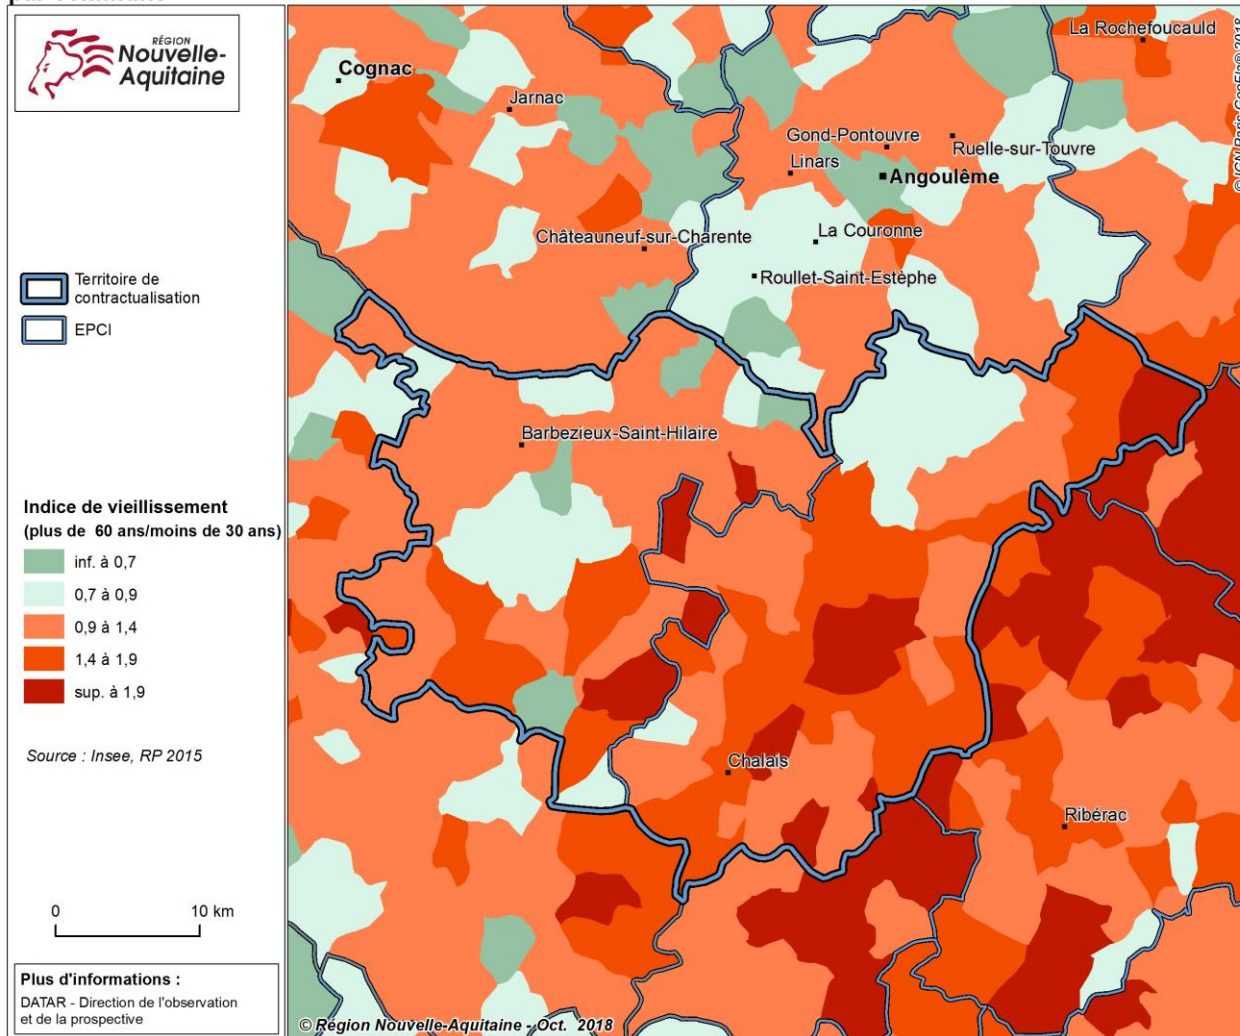 RÉGION
Nouvelle-
Aquitaine
Territoire de
contractualisation
EPCI
Indice de vieillissement
(plus de 60 ans/moins de 30 ans)
inf. à 0,7
0,7 à 0,9
0,9 à 1,4
1,4 à 1,9
sup. à 1,9
Source : Insee, RP 2015
0 10 km
Plus d'informations :
DATAR - Direction de l'observation
et de la prospective
La Rochefoucauld
Cognac
Jarnac
Gond-Pontouvre
Ruelle-sur-Touvre
Linars
Angoulême
Châteauneuf-sur-Charente
La Couronne
Roullet-Saint-Estèphe
Barbezieux-Saint-Hilaire
Chalais
Ribérac
© Région Nouvelle-Aquitaine - Oct. 2018